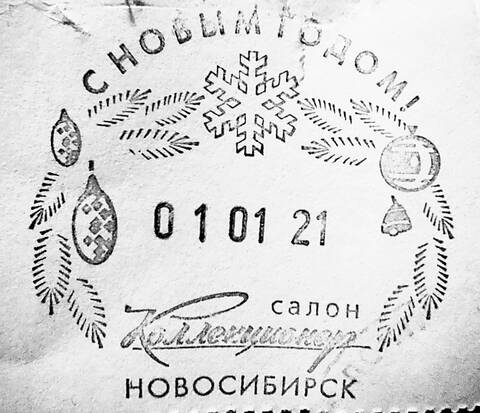 С НОВЫМ ГОДОМ!
01 01 21
салон
Коллекционер
НОВОСИБИРСК